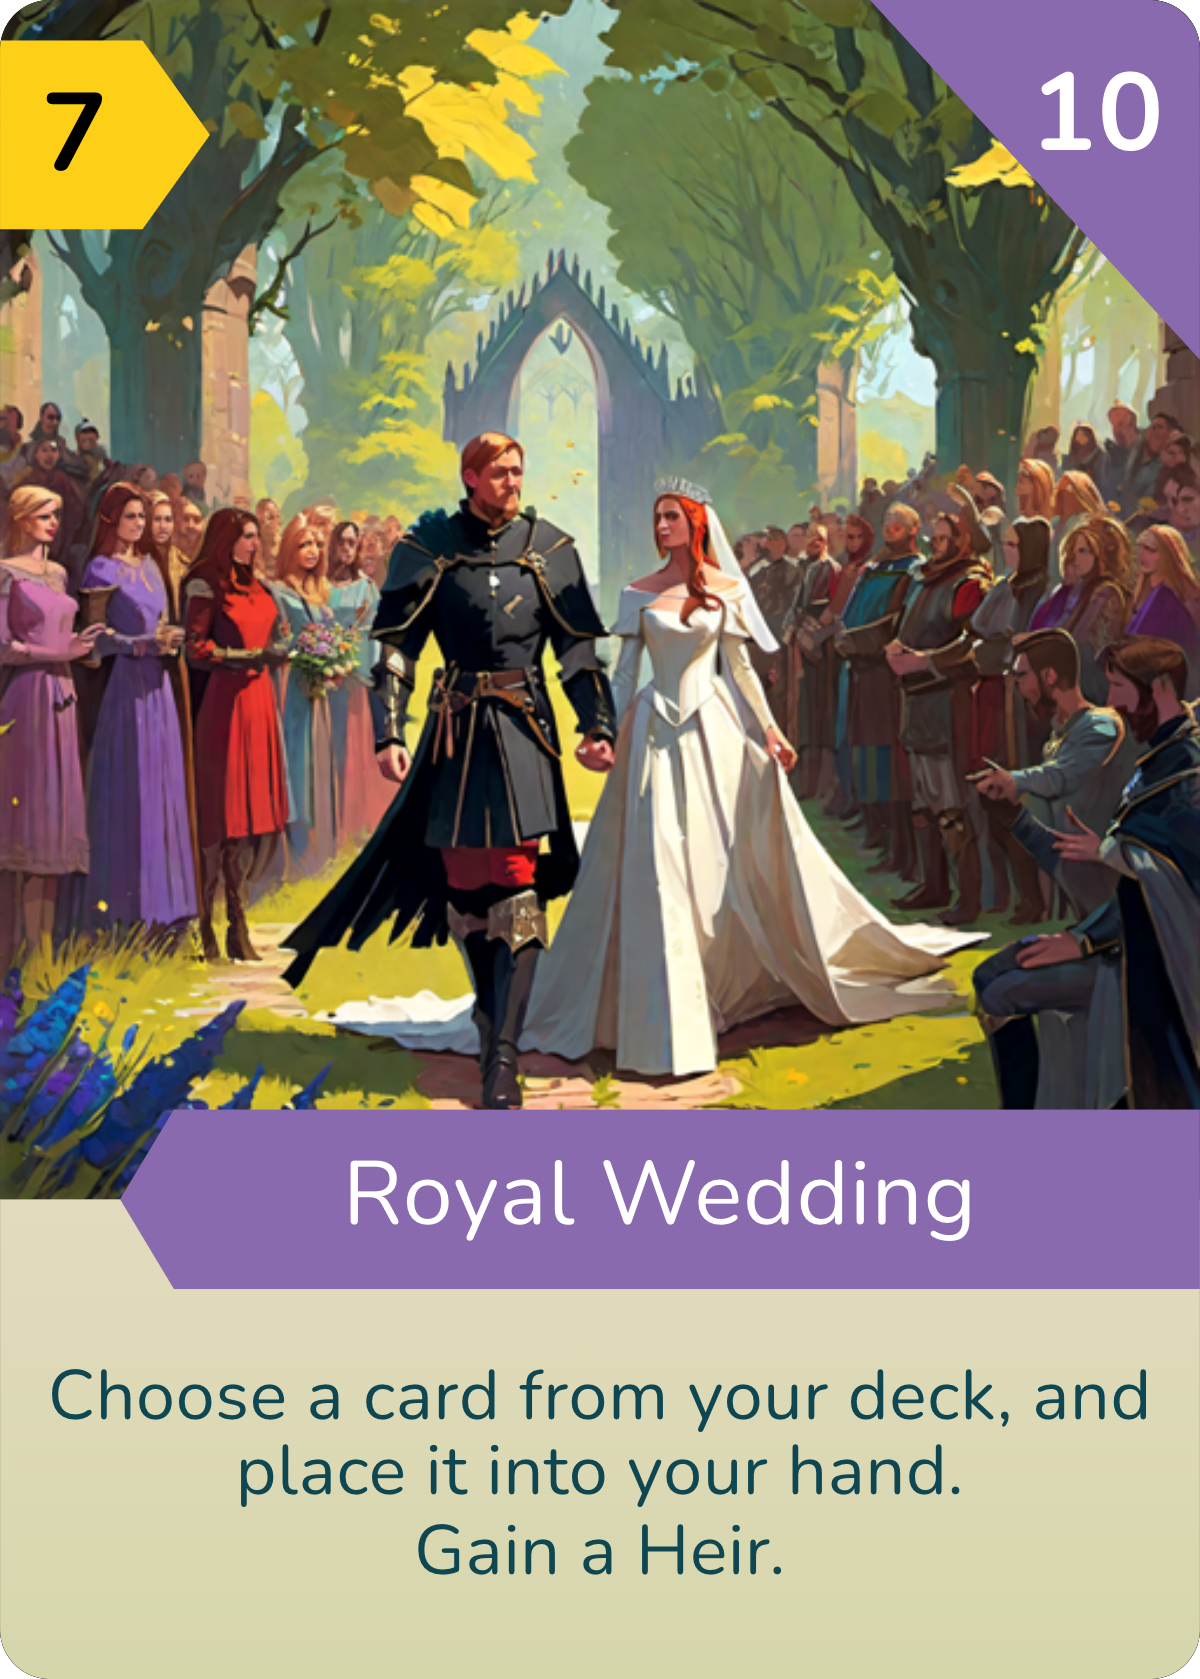 7
10
Royal Wedding
Choose a card from your deck, and
place it into your hand.
Gain a Heir.